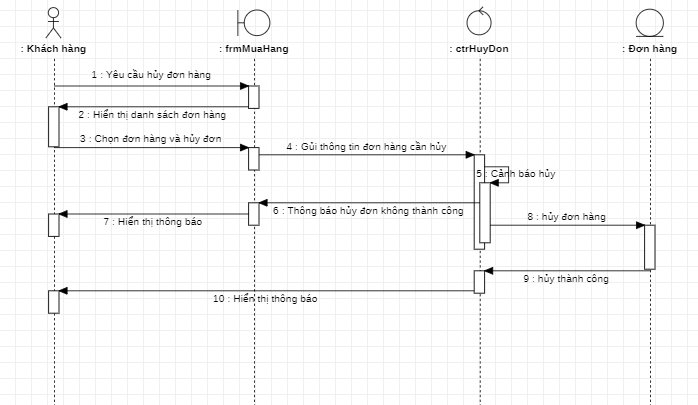 : Khách hàng
: frmMuaHang
: ctrHuyDon
: Đơn hàng
1 : Yêu cầu hủy đơn hàng
2 : Hiển thị danh sách đơn hàng
3 : Chọn đơn hàng và hủy đơn
4 : Gủi thông tin đơn hàng cần hủy
5 : Cảnh báo hủy
6 : Thông báo hủy đơn không thành công
7 : Hiển thị thông báo
8 : hủy đơn hàng
9 : hủy thành công
10 : Hiển thị thông báo